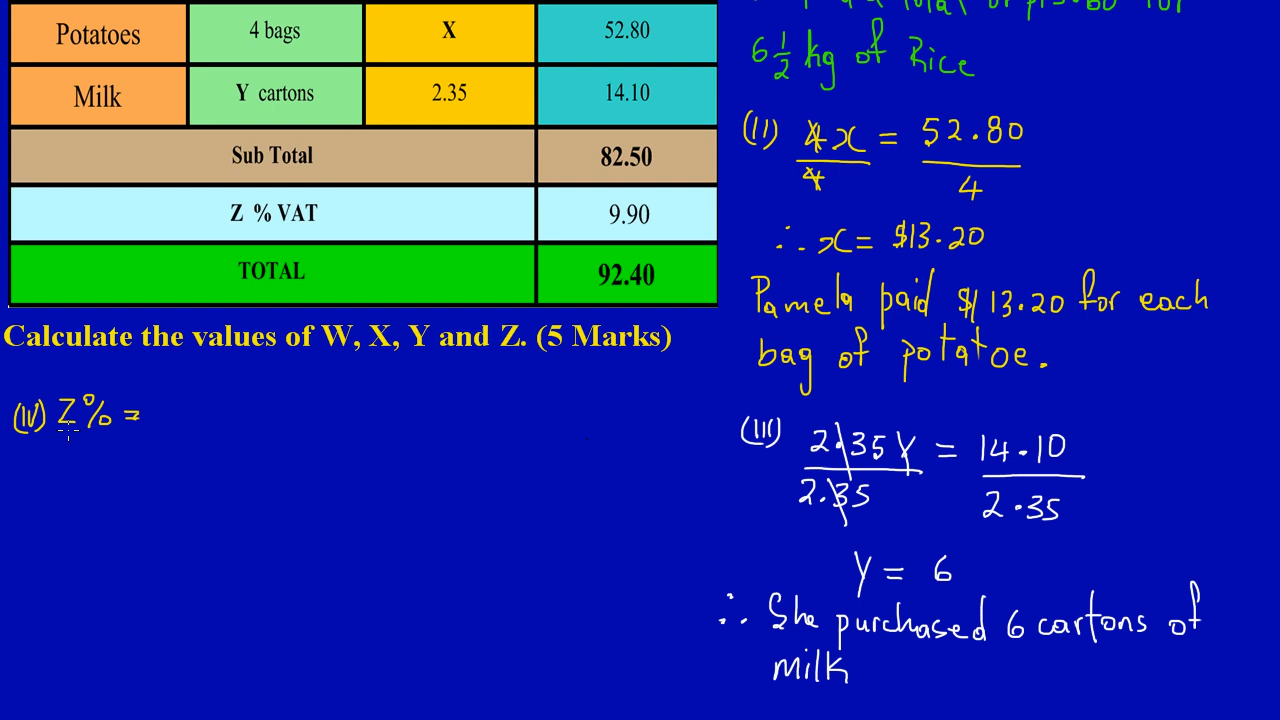 Potatoes 4 bags X 52.80
Milk Y cartons 2.35 14.10
Sub Total 82.50
Z % VAT 9.90
TOTAL 92.40
Calculate the values of W, X, Y and Z. (5 Marks)
(IV) Z% =
6 1/2 kg of Rice
(II) 4x = 52.80
4 4
∴ x = $13.20
Pamela paid $13.20 for each
bag of potatoe.
(III) 2.35 Y = 14.10
2.35 2.35
Y = 6
∴ She purchased 6 cartons of
milk